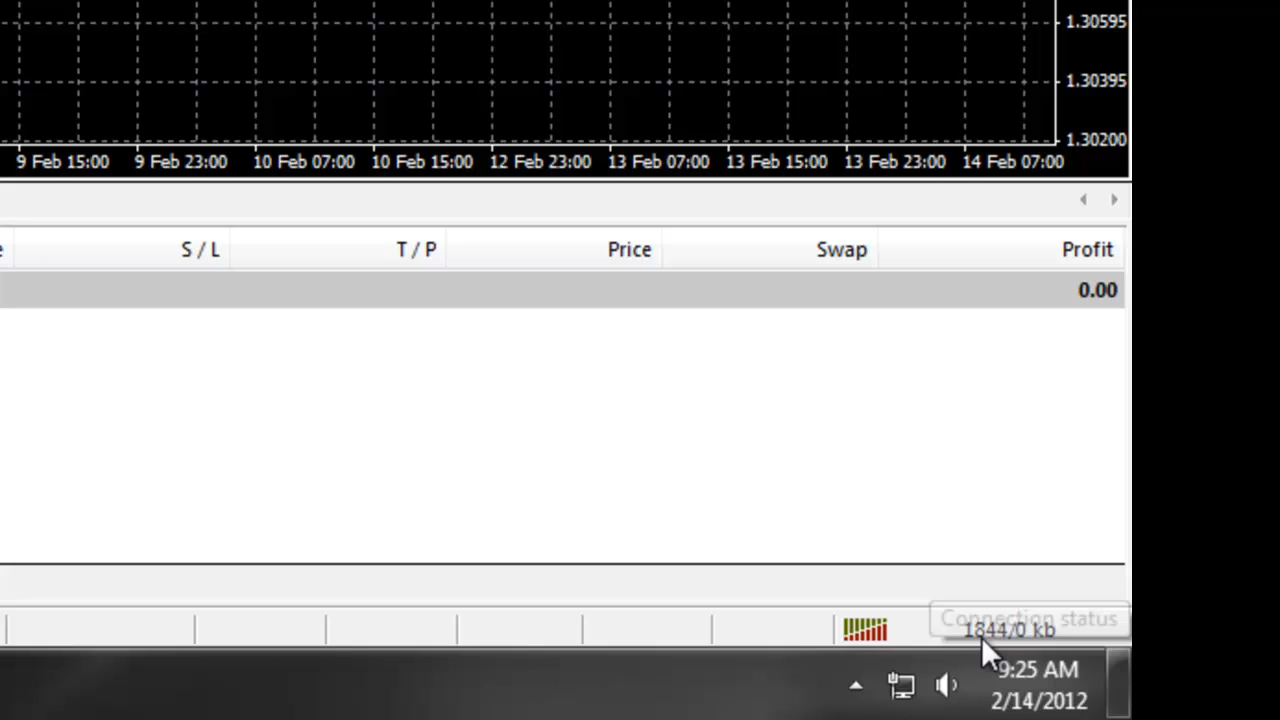 1.30595
1.30395
1.30200
9 Feb 15:00 9 Feb 23:00 10 Feb 07:00 10 Feb 15:00 12 Feb 23:00 13 Feb 07:00 13 Feb 15:00 13 Feb 23:00 14 Feb 07:00
e S / L T / P Price Swap Profit
0.00
Connection status
1844/0 kb
9:25 AM
2/14/2012